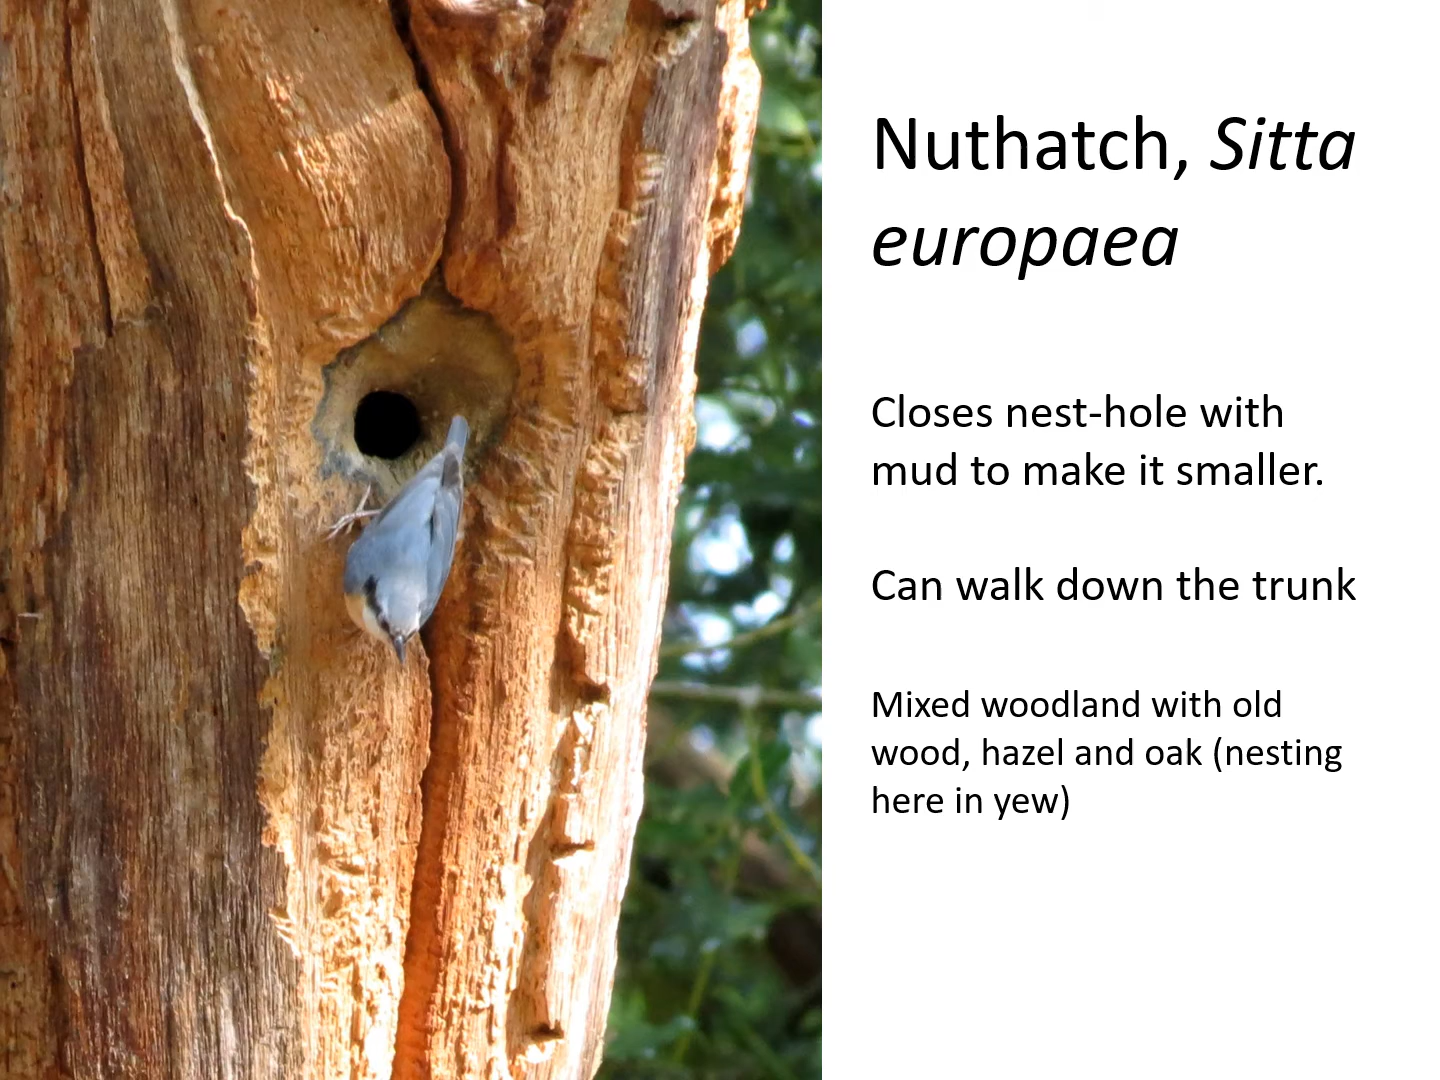 Nuthatch, Sitta
europaea
Closes nest-hole with
mud to make it smaller.
Can walk down the trunk
Mixed woodland with old
wood, hazel and oak (nesting
here in yew)